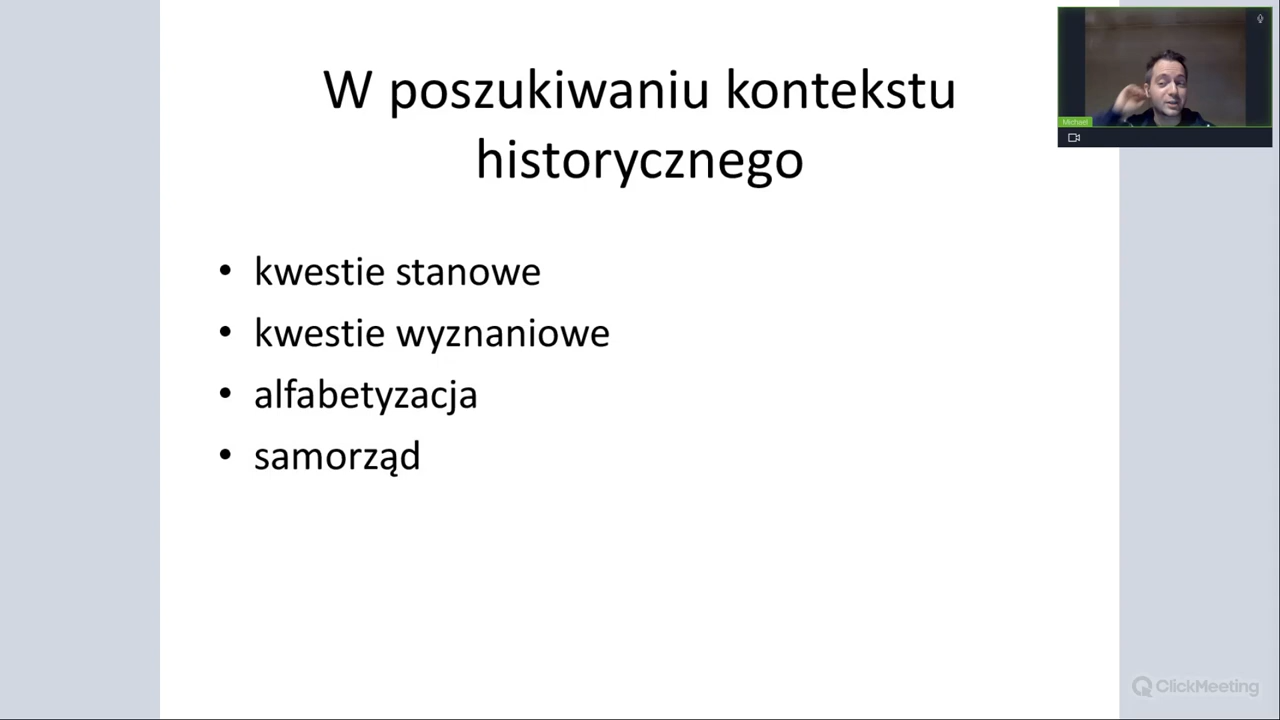 W poszukiwaniu kontekstu
historycznego
• kwestie stanowe
• kwestie wyznaniowe
• alfabetyzacja
• samorząd
Michael
ClickMeeting